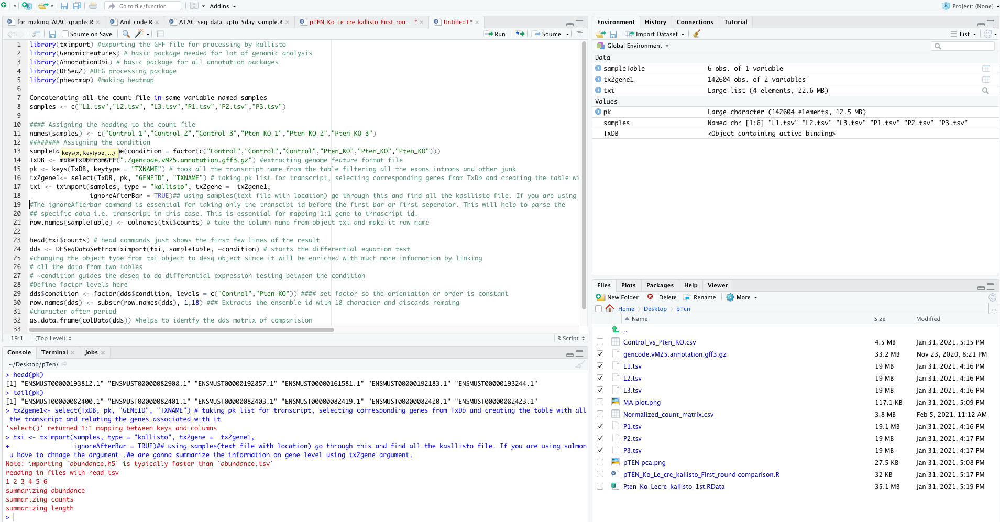 Go to file/function
Addins
Project: (None)
for_making_AtAC_graphs.R
Anil_code.R
ATAC_seq_data_upto_5day_sample.R
pTEN_Ko_Le_cre_kallisto_First_rou... *
Untitled1*
Source on Save
Run
Source
1 library(tximport) #exporting the GFF file for processing by kallisto
2 library(GenomicFeatures) # basic package needed for lot of genomic analysis
3 library(AnnotationDbi) # basic package for all annotation packages
4 library(DESeq2) #DEG processing package
5 library(pheatmap) #making heatmap
6
7 Concatenating all the count file in same variable named samples
8 samples <- c("L1.tsv","L2.tsv", "L3.tsv","P1.tsv","P2.tsv","P3.tsv")
9
10 #### Assigning the heading to the count file
11 names(samples) <- c("Control_1","Control_2","Control_3","Pten_KO_1","Pten_KO_2","Pten_KO_3")
12 ######## Assigning the condition
13 sampleTa
keys(x, keytype, ...)
e(condition = factor(c("Control","Control","Control","Pten_KO","Pten_KO","Pten_KO")))
14 TxDB <- makeTxDbFromGFF("./gencode.vM25.annotation.gff3.gz") #extracting genome feature format file
15 pk <- keys(TxDB, keytype = "TXNAME") # took all the transcript name from the table filtering all the exons introns and other junk
16 tx2gene1<- select(TxDB, pk, "GENEID", "TXNAME") # taking pk list for transcript, selecting corresponding genes from TxDb and creating the table wi
17 txi <- tximport(samples, type = "kallisto", tx2gene =  tx2gene1,
18 ignoreAfterBar = TRUE)## using samples(text file with location) go through this and find all the kasllisto file. If you are using
19 #The ignoreAfterbar command is essential for taking only the transcipt id before the first bar or first seperator. This will help to parse the
20 ## specific data i.e. transcript in this case. This is essential for mapping 1:1 gene to trnascript id.
21 row.names(sampleTable) <- colnames(txi$counts) # take the column name from object txi and make it row name
22
23 head(txi$counts) # head commands just shows the first few lines of the result
24 dds <- DESeqDataSetFromTximport(txi, sampleTable, ~condition) # starts the differential equation test
25 #changing the object type from txi object to desq object since it will be enriched with much more information by linking
26 # all the data from two tables
27 # ~condition guides the deseq to do differential expression testing between the condition
28 #Define factor levels here
29 dds$condition <- factor(dds$condition, levels = c("Control","Pten_KO")) #### set factor so the orientation or order is constant
30 row.names(dds) <- substr(row.names(dds), 1,18) ### Extracts the ensemble id with 18 character and discards remaing
31 #character after period
32 as.data.frame(colData(dds)) #helps to identfy the dds matrix of comparision
33
19:1 (Top Level) R Script
Console Terminal Jobs
~/Desktop/pTen/
> head(pk)
[1] "ENSMUST00000193812.1" "ENSMUST00000082908.1" "ENSMUST00000192857.1" "ENSMUST00000161581.1" "ENSMUST00000192183.1" "ENSMUST00000193244.1"
> tail(pk)
[1] "ENSMUST00000082400.1" "ENSMUST00000082401.1" "ENSMUST00000082403.1" "ENSMUST00000082419.1" "ENSMUST00000082420.1" "ENSMUST00000082423.1"
> tx2gene1<- select(TxDB, pk, "GENEID", "TXNAME") # taking pk list for transcript, selecting corresponding genes from TxDb and creating the table with all
the transcript and relating the genes associated with it
'select()' returned 1:1 mapping between keys and columns
> txi <- tximport(samples, type = "kallisto", tx2gene =  tx2gene1,
+ ignoreAfterBar = TRUE)## using samples(text file with location) go through this and find all the kasllisto file. If you are using salmon
u have to chnage the argument .We are gonna summarize the information on gene level using tx2gene argument.
Note: importing `abundance.h5` is typically faster than `abundance.tsv`
reading in files with read_tsv
1 2 3 4 5 6
summarizing abundance
summarizing counts
summarizing length
>
Environment History Connections Tutorial
Import Dataset List
Global Environment
Data
sampleTable 6 obs. of 1 variable
tx2gene1 142604 obs. of 2 variables
txi Large list (4 elements, 22.6 MB)
Values
pk Large character (142604 elements, 12.5 MB)
samples Named chr [1:6] "L1.tsv" "L2.tsv" "L3.tsv" "P1.tsv" "P2.tsv" "P3.tsv"
TxDB <Object containing active binding>
Files Plots Packages Help Viewer
New Folder Delete Rename More
Home Desktop pTen ...
Name Size Modified
..
Control_vs_Pten_KO.csv 4.5 MB Jan 31, 2021, 5:15 PM
gencode.vM25.annotation.gff3.gz 33.2 MB Nov 23, 2020, 8:21 PM
L1.tsv 19 MB Jan 31, 2021, 4:16 PM
L2.tsv 19 MB Jan 31, 2021, 4:16 PM
L3.tsv 19 MB Jan 31, 2021, 4:16 PM
MA plot.png 117.1 KB Jan 31, 2021, 5:09 PM
Normalized_count_matrix.csv 3.8 MB Feb 5, 2021, 11:12 AM
P1.tsv 19.1 MB Jan 31, 2021, 4:16 PM
P2.tsv 19 MB Jan 31, 2021, 4:17 PM
P3.tsv 19 MB Jan 31, 2021, 4:17 PM
pTEN pca.png 27.5 KB Jan 31, 2021, 5:08 PM
pTEN_Ko_Le_cre_kallisto_First_round comparison.R 32 KB Jan 31, 2021, 5:17 PM
Pten_Ko_Lecre_kallisto_1st.RData 35.1 MB Jan 31, 2021, 5:19 PM